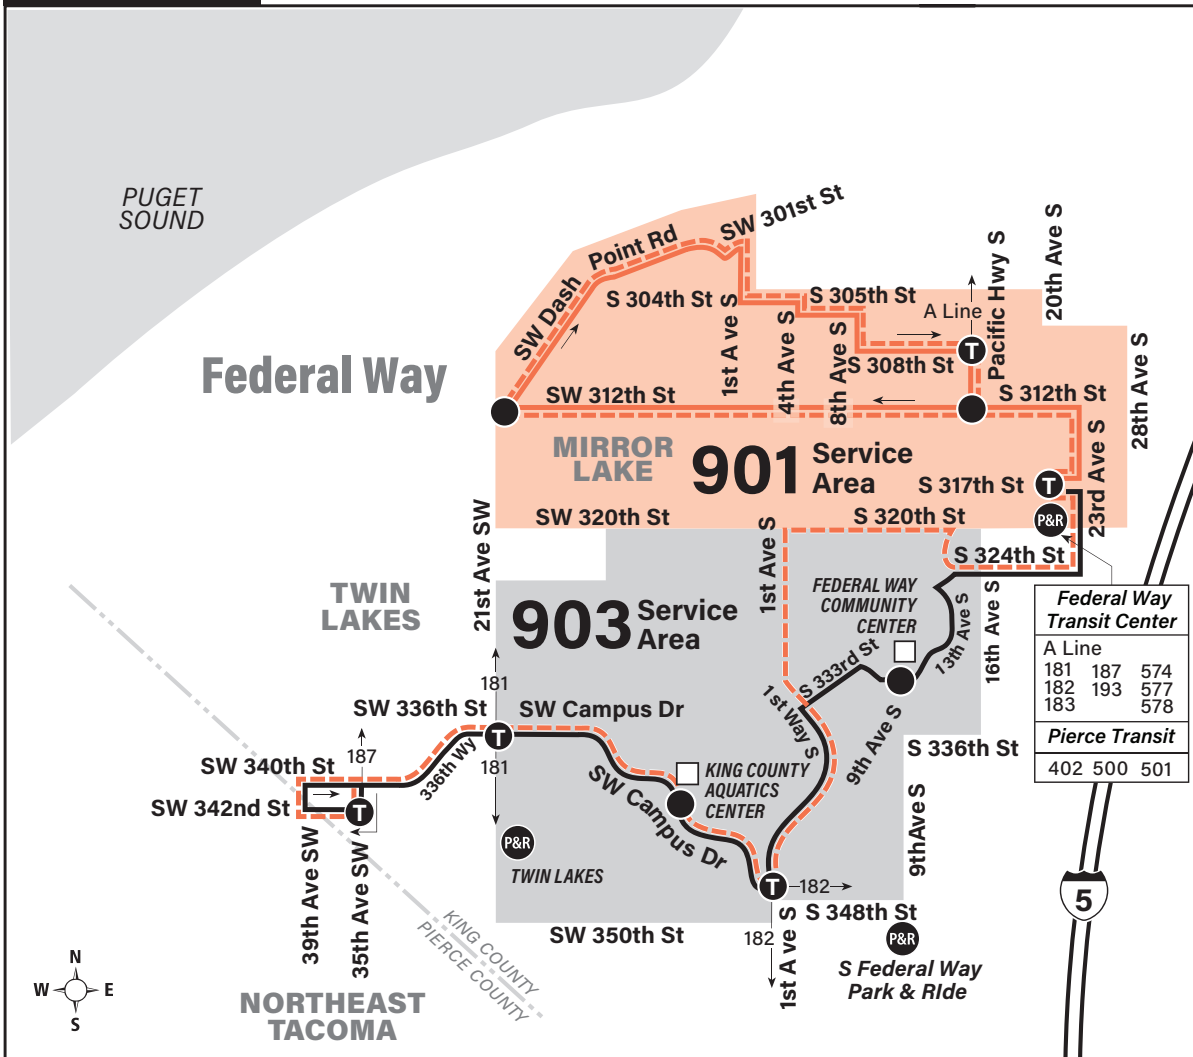 PUGET
SOUND
SW 301st St
SW Dash
Point Rd
S 304th St
S 305th St
A Line
Pacific Hwy S
20th Ave S
1st A ve S
4th Ave S
8th Ave S
S 308th St
T
Federal Way
SW 312th St
S 312th St
28th Ave S
MIRROR
LAKE
901 Service
Area
S 317th St
T
23rd Ave S
P&R
SW 320th St
S 320th St
21st Ave SW
1st Ave S
S 324th St
TWIN
LAKES
903 Service
Area
FEDERAL WAY
COMMUNITY
CENTER
13th Ave S
16th Ave S
Federal Way
Transit Center
A Line
181 187 574
182 193 577
183 578
Pierce Transit
402 500 501
S 333rd St
181
SW 336th St
SW Campus Dr
T
1st Way S
9th Ave S
S 336th St
187
181
SW 340th St
336th Wy
SW 342nd St
T
SW Campus Dr
KING COUNTY
AQUATICS
CENTER
9thAve S
P&R
TWIN LAKES
39th Ave SW
35th Ave SW
T
182
5
S 348th St
1st A ve S
SW 350th St
182
P&R
S Federal Way
Park & RIde
KING COUNTY
PIERCE COUNTY
N
W E
S
NORTHEAST
TACOMA